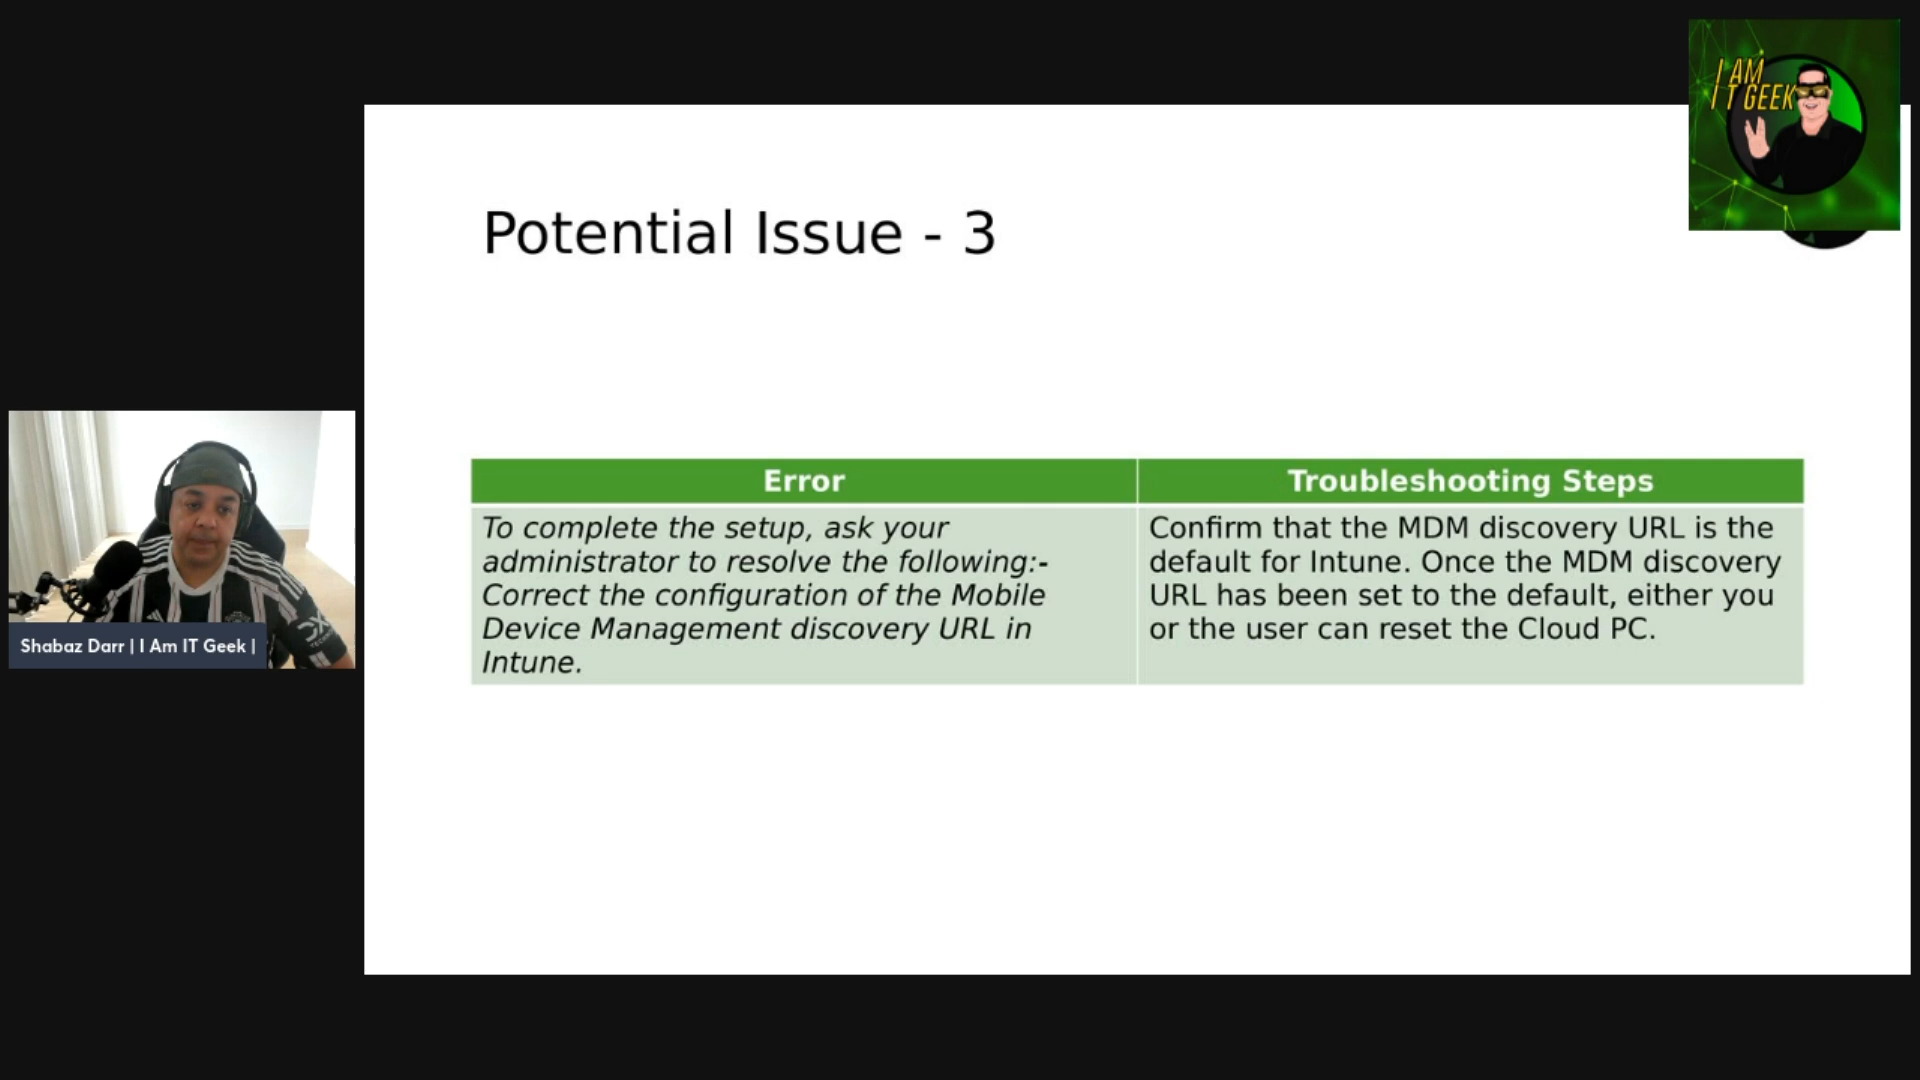 I AM
I T GEEK
Potential Issue - 3
Error
Troubleshooting Steps
To complete the setup, ask your
administrator to resolve the following:-
Correct the configuration of the Mobile
Device Management discovery URL in
Intune.
Confirm that the MDM discovery URL is the
default for Intune. Once the MDM discovery
URL has been set to the default, either you
or the user can reset the Cloud PC.
Shabaz Darr | I Am IT Geek |